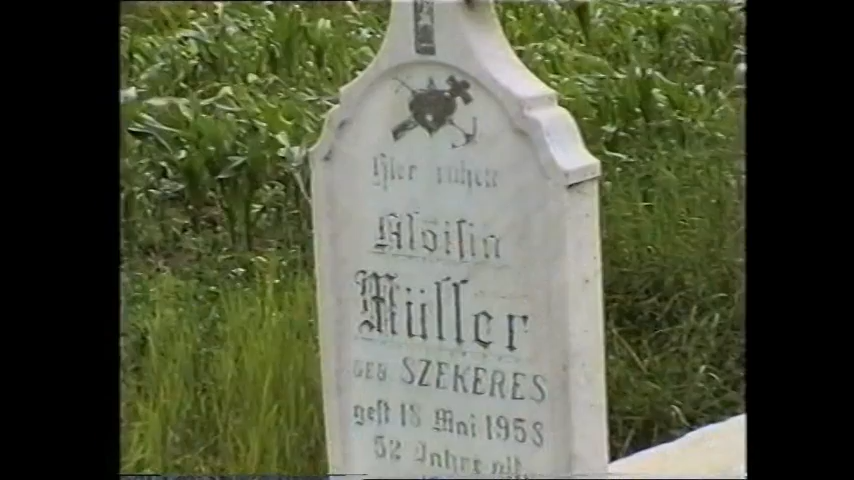 Hier ruhen
Aloisia
Müller
geb SZEKERES
gest 18 Mai 1958
52 Jahre alt